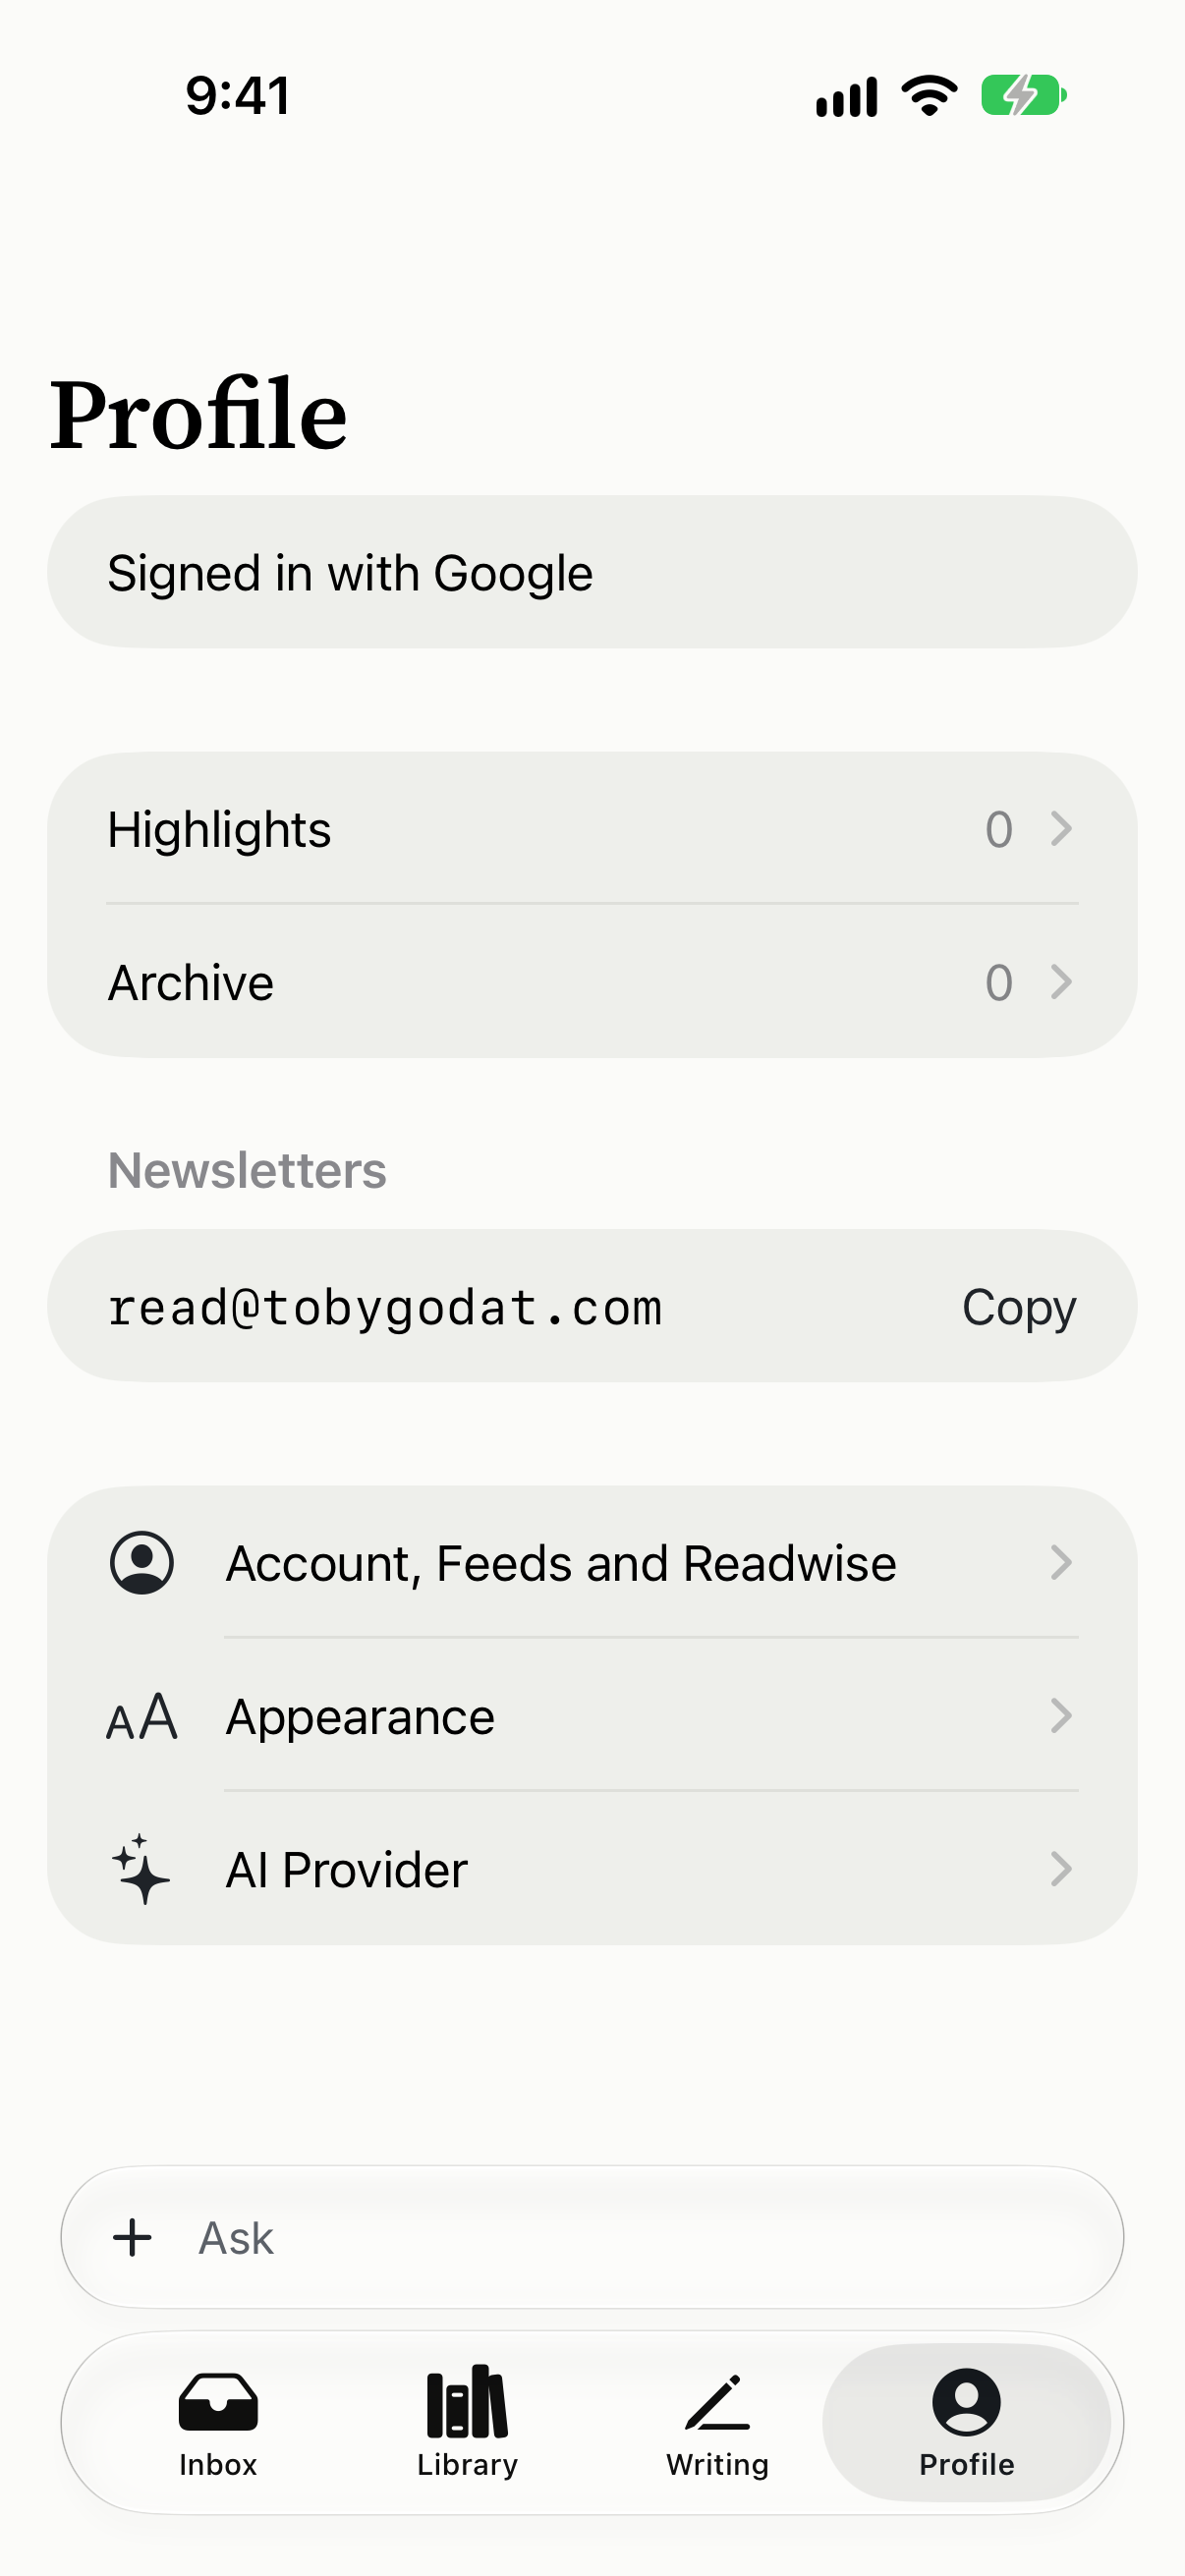 9:41
Profile
Signed in with Google
Highlights 0
Archive 0
Newsletters
read@tobygodat.com Copy
Account, Feeds and Readwise
AA Appearance
AI Provider
+ Ask
Inbox Library Writing Profile